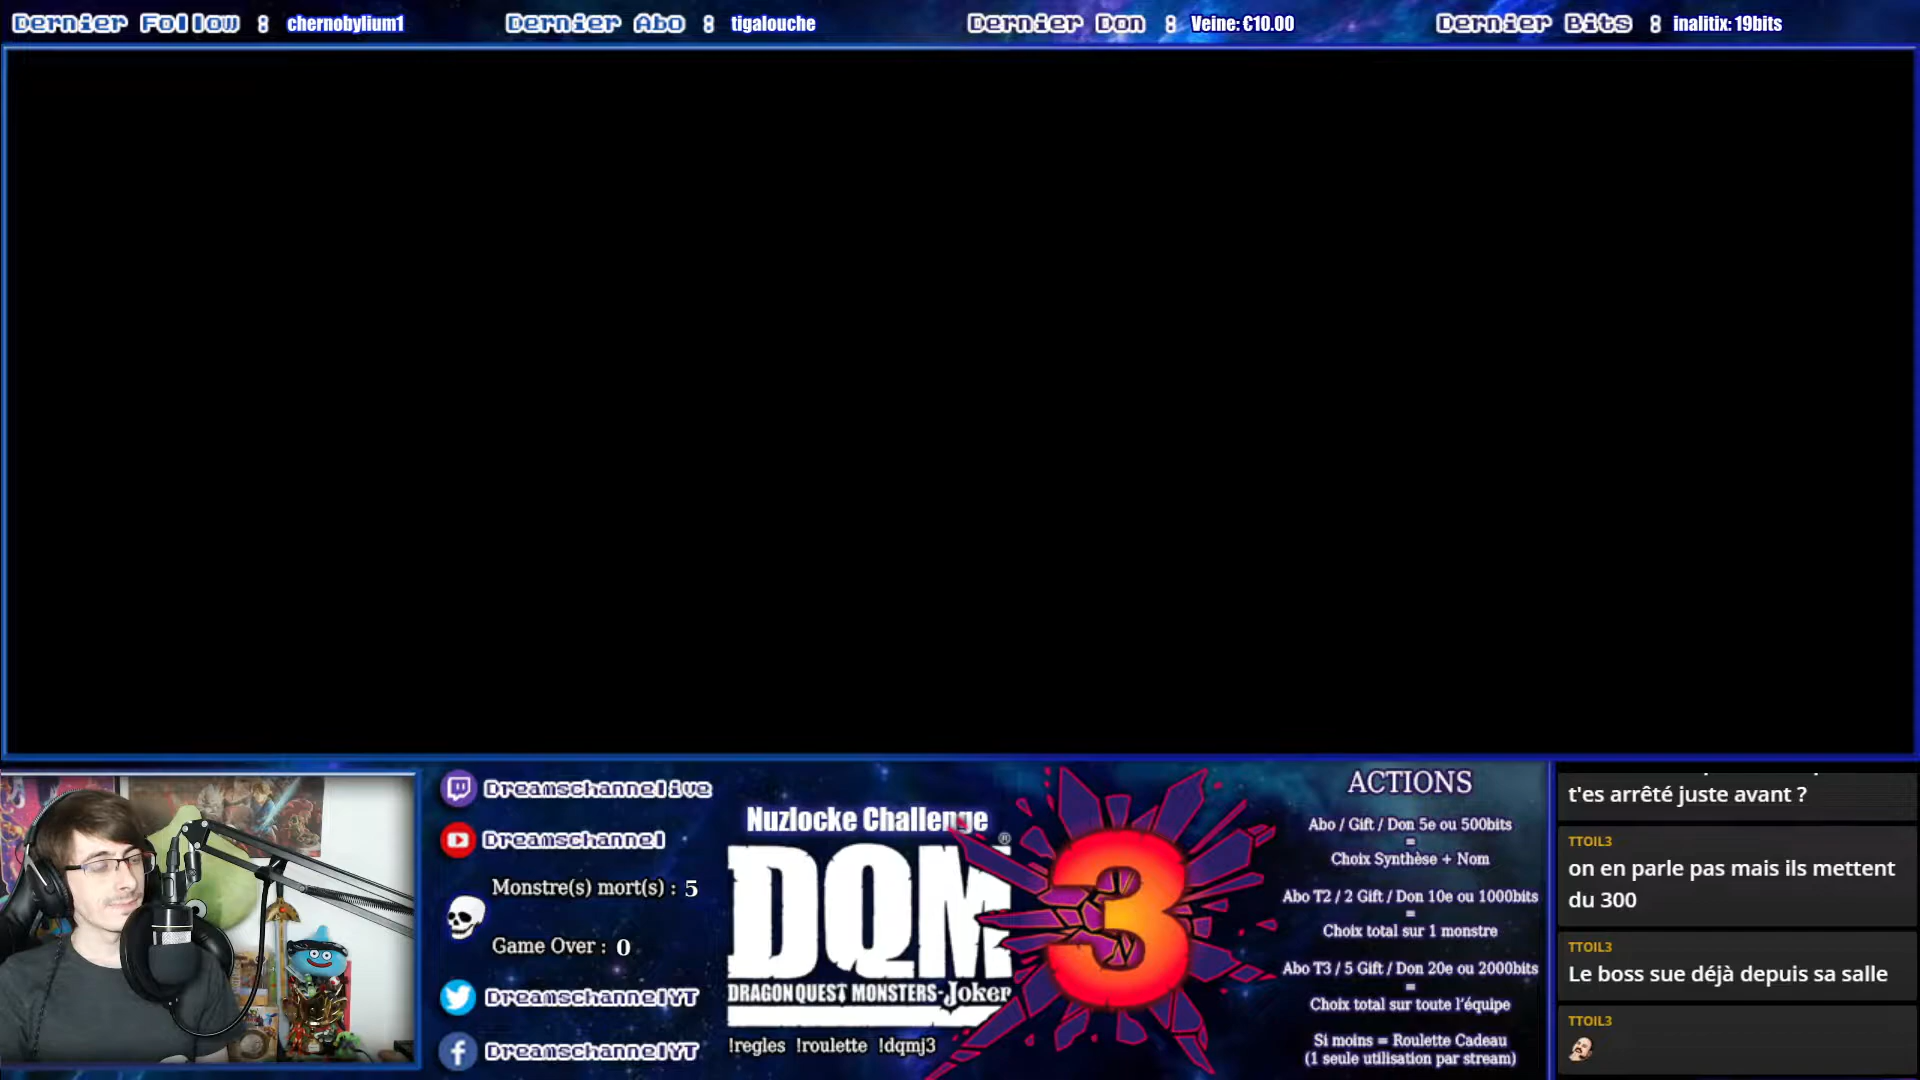 Dernier Follow : chernobylium1
Dernier Abo : tigalouche
Dernier Don : Veine: €10.00
Dernier Bits : inalitix: 19bits
Dreamschannelive
Dreamschannel
Monstre(s) mort(s) : 5
Game Over : 0
DreamschannelYT
DreamschannelYT
Nuzlocke Challenge
DQM
®
3
DRAGON QUEST MONSTERS-Joker
!regles !roulette !dqmj3
ACTIONS
Abo / Gift / Don 5e ou 500bits
=
Choix Synthèse + Nom
Abo T2 / 2 Gift / Don 10e ou 1000bits
=
Choix total sur 1 monstre
Abo T3 / 5 Gift / Don 20e ou 2000bits
=
Choix total sur toute l'équipe
Si moins = Roulette Cadeau
(1 seule utilisation par stream)
t'es arrêté juste avant ?
TTOIL3
on en parle pas mais ils mettent
du 300
TTOIL3
Le boss sue déjà depuis sa salle
TTOIL3